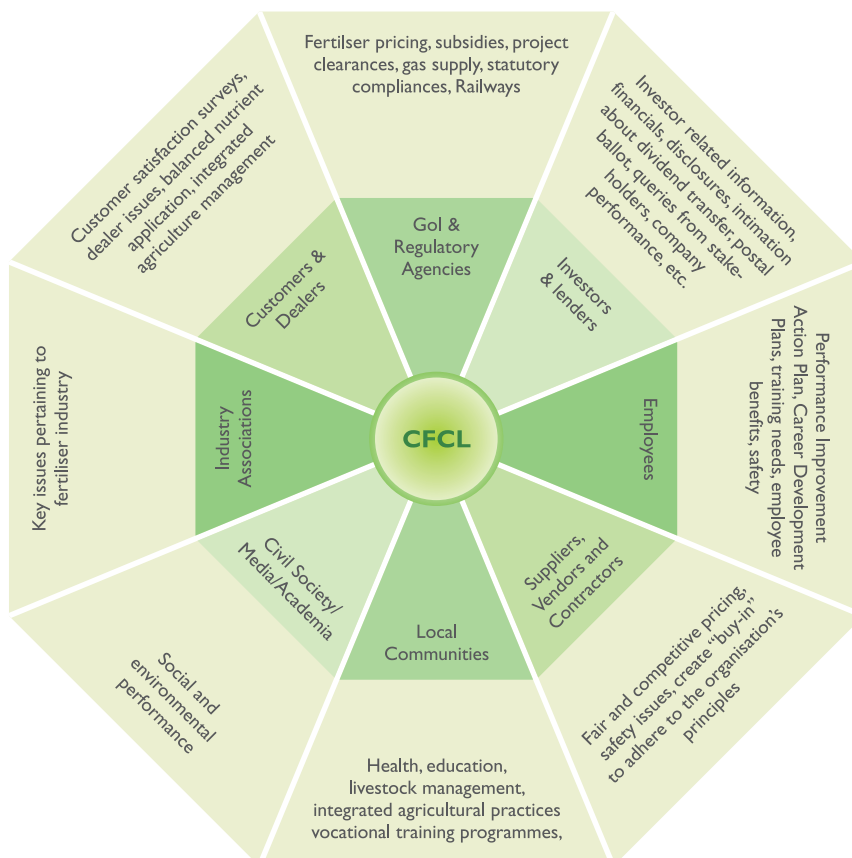 Fertilser pricing, subsidies, project
clearances, gas supply, statutory
compliances, Railways
GoI &
Regulatory
Agencies
Investor related information,
financials, disclosures, intimation
about dividend transfer, postal
ballot, queries from stake-
holders, company
performance, etc.
Investors
& lenders
Performance Improvement
Action Plan, Career Development
Plans, training needs, employee
benefits, safety
Employees
Fair and competitive pricing,
safety issues, create “buy-in”
to adhere to the organisation’s
principles
Suppliers,
Vendors and
Contractors
Health, education,
livestock management,
integrated agricultural practices
vocational training programmes,
Local
Communities
Social and
environmental
performance
Civil Society/
Media/Academia
Key issues pertaining to
fertiliser industry
Industry
Associations
Customer satisfaction surveys,
dealer issues, balanced nutrient
application, integrated
agriculture management
Customers &
Dealers
CFCL